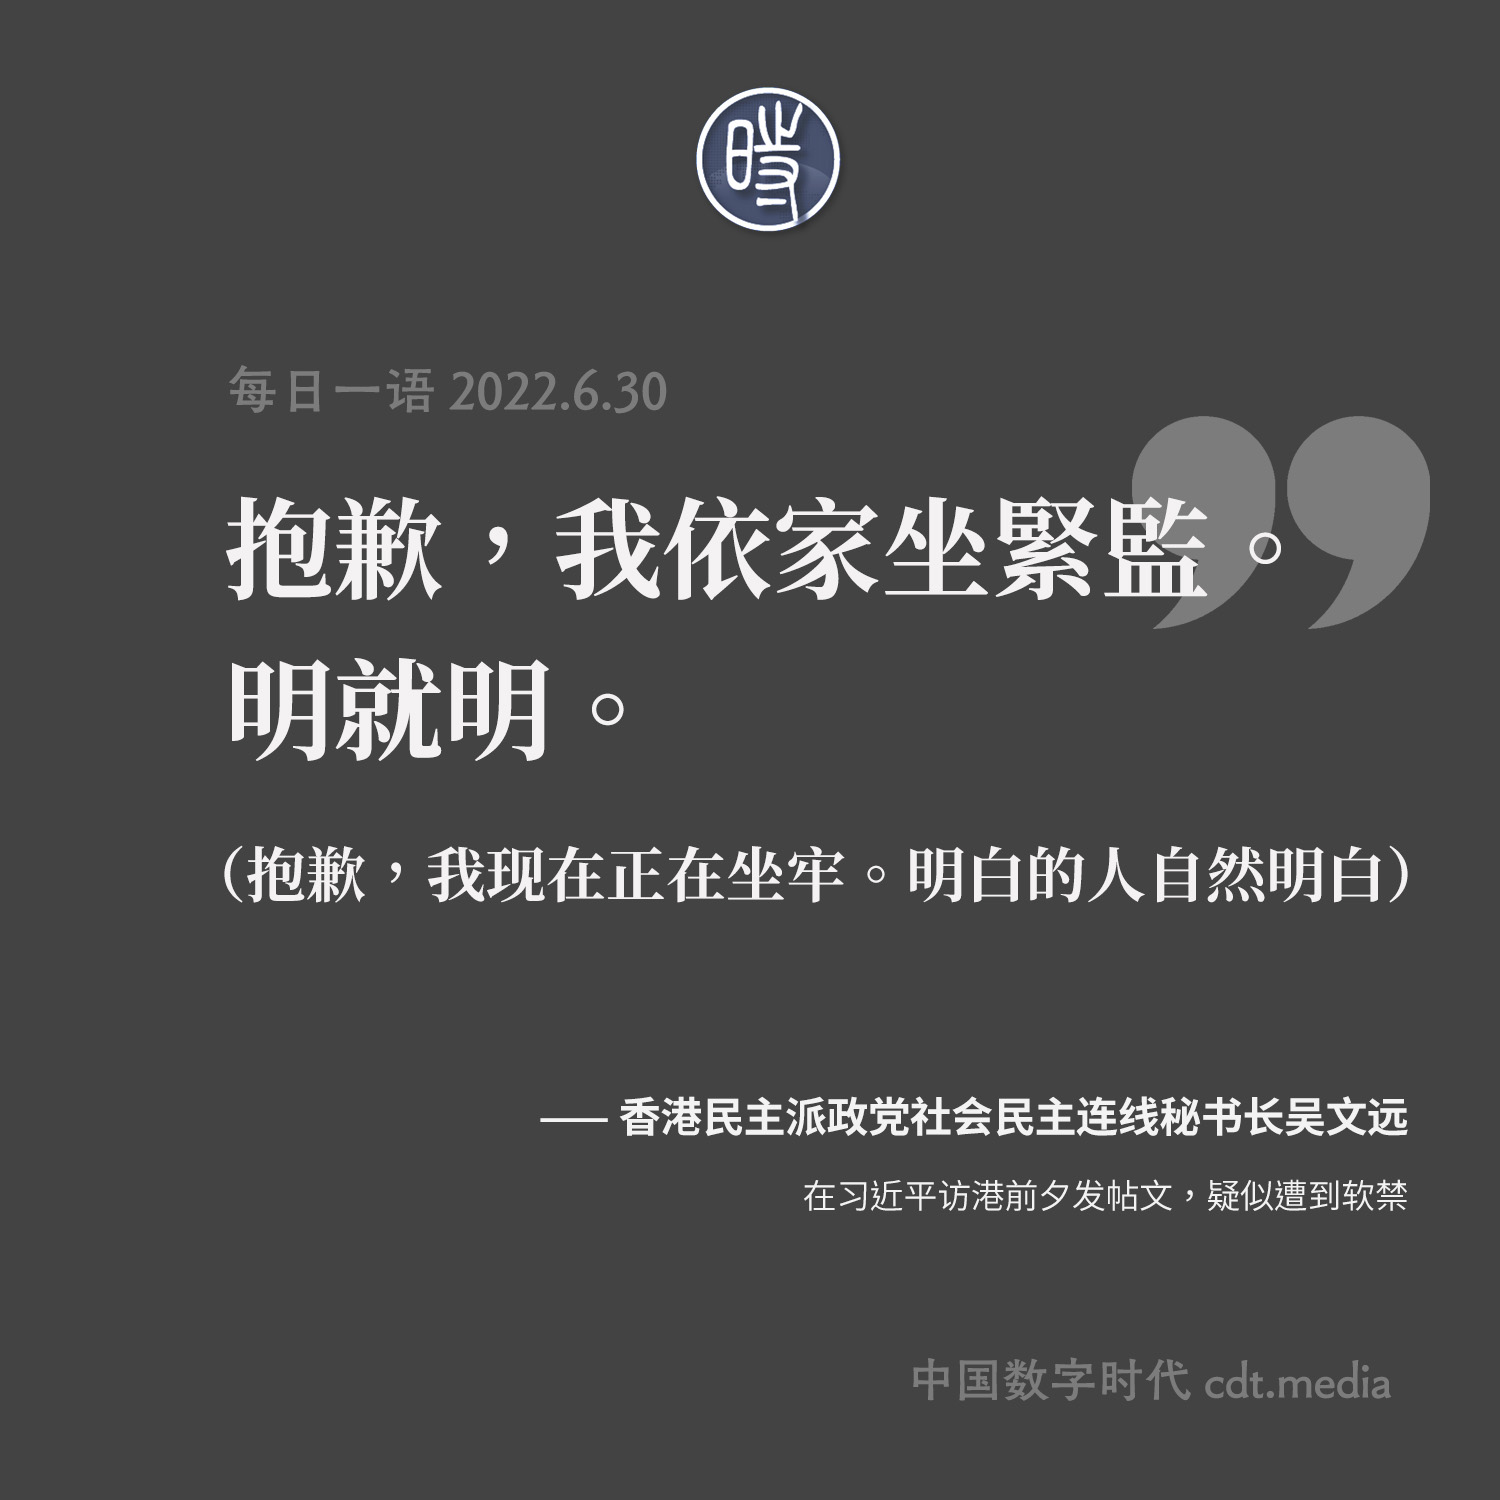 時
每日一语 2022.6.30
抱歉，我依家坐緊監。
明就明。
（抱歉，我现在正在坐牢。明白的人自然明白）
—— 香港民主派政党社会民主连线秘书长吴文远
在习近平访港前夕发帖文，疑似遭到软禁
中国数字时代 cdt.media